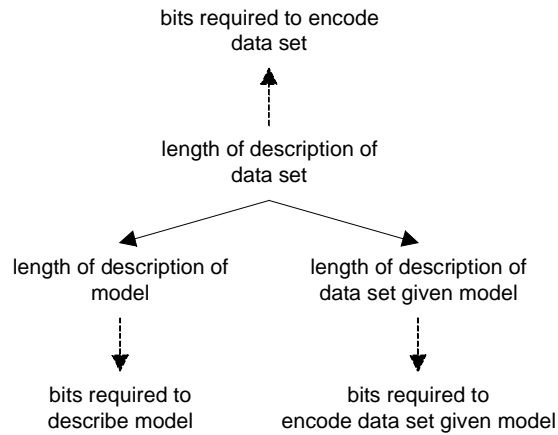 bits required to encode
data set
length of description of
data set
length of description of
model
length of description of
data set given model
bits required to
describe model
bits required to
encode data set given model